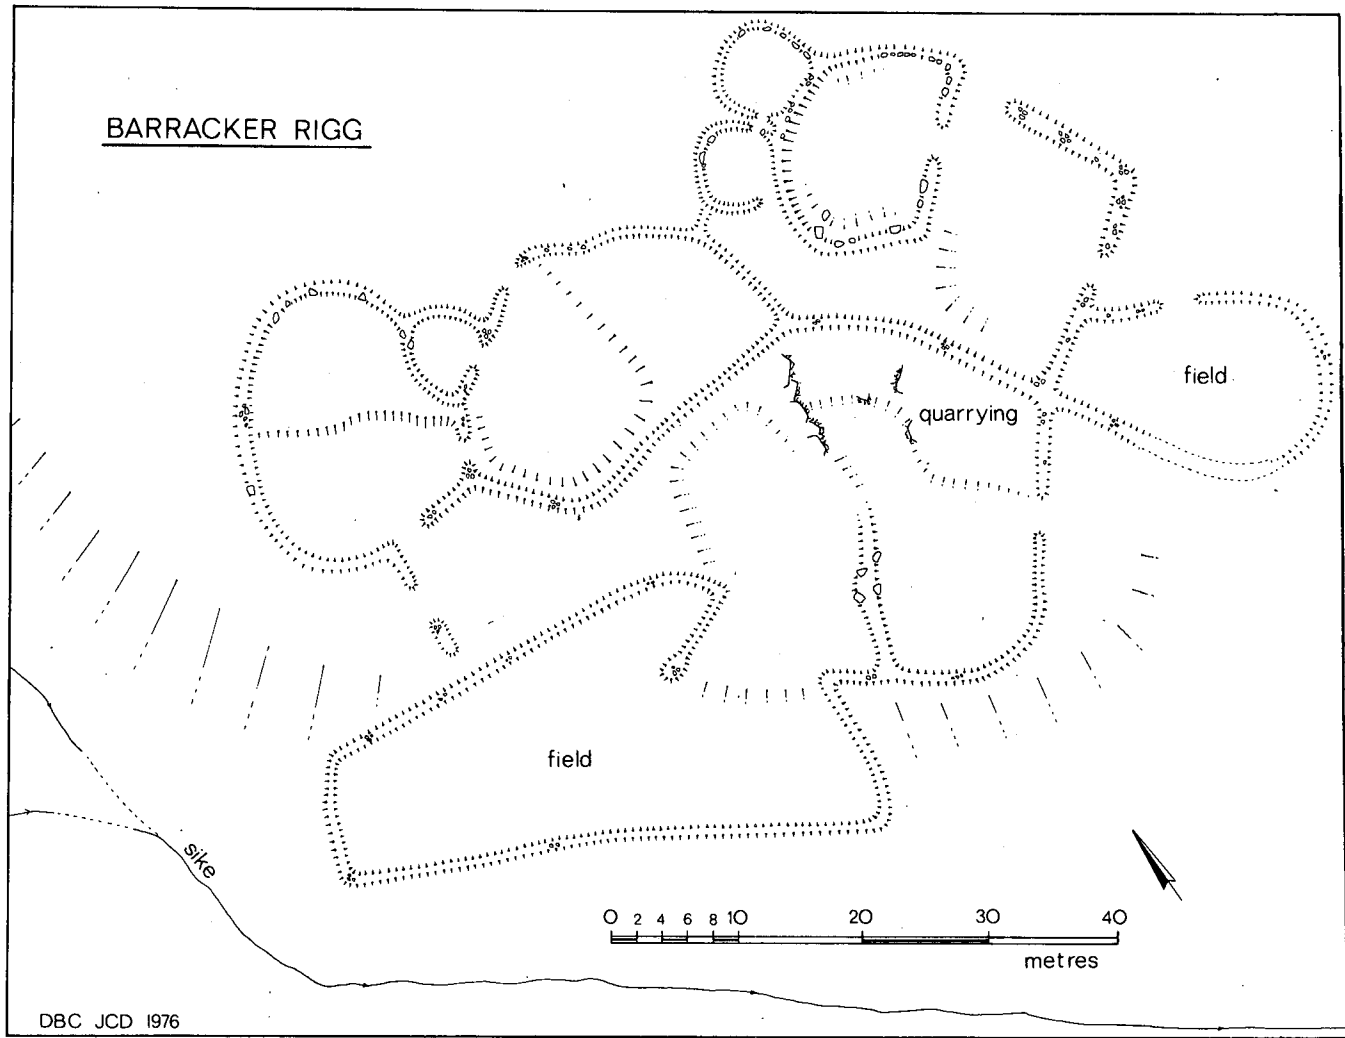 BARRACKER RIGG
field
quarrying
field
sike
0 2 4 6 8 10 20 30 40
metres
DBC JCD 1976